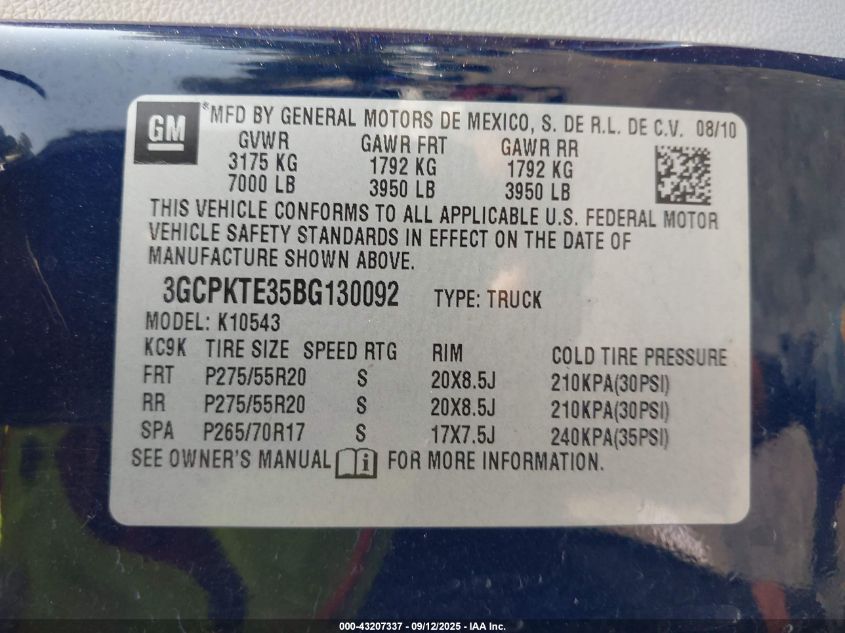 GM
*MFD BY GENERAL MOTORS DE MEXICO, S. DE R.L. DE C.V. 08/10
GVWR GAWR FRT GAWR RR
3175 KG 1792 KG 1792 KG
7000 LB 3950 LB 3950 LB
THIS VEHICLE CONFORMS TO ALL APPLICABLE U.S. FEDERAL MOTOR
VEHICLE SAFETY STANDARDS IN EFFECT ON THE DATE OF
MANUFACTURE SHOWN ABOVE.
3GCPKTE35BG130092 TYPE: TRUCK
MODEL: K10543
KC9K TIRE SIZE SPEED RTG RIM COLD TIRE PRESSURE
FRT P275/55R20 S 20X8.5J 210KPA(30PSI)
RR P275/55R20 S 20X8.5J 210KPA(30PSI)
SPA P265/70R17 S 17X7.5J 240KPA(35PSI)
SEE OWNER'S MANUAL i FOR MORE INFORMATION.
000-43207337 - 09/12/2025 - IAA Inc.